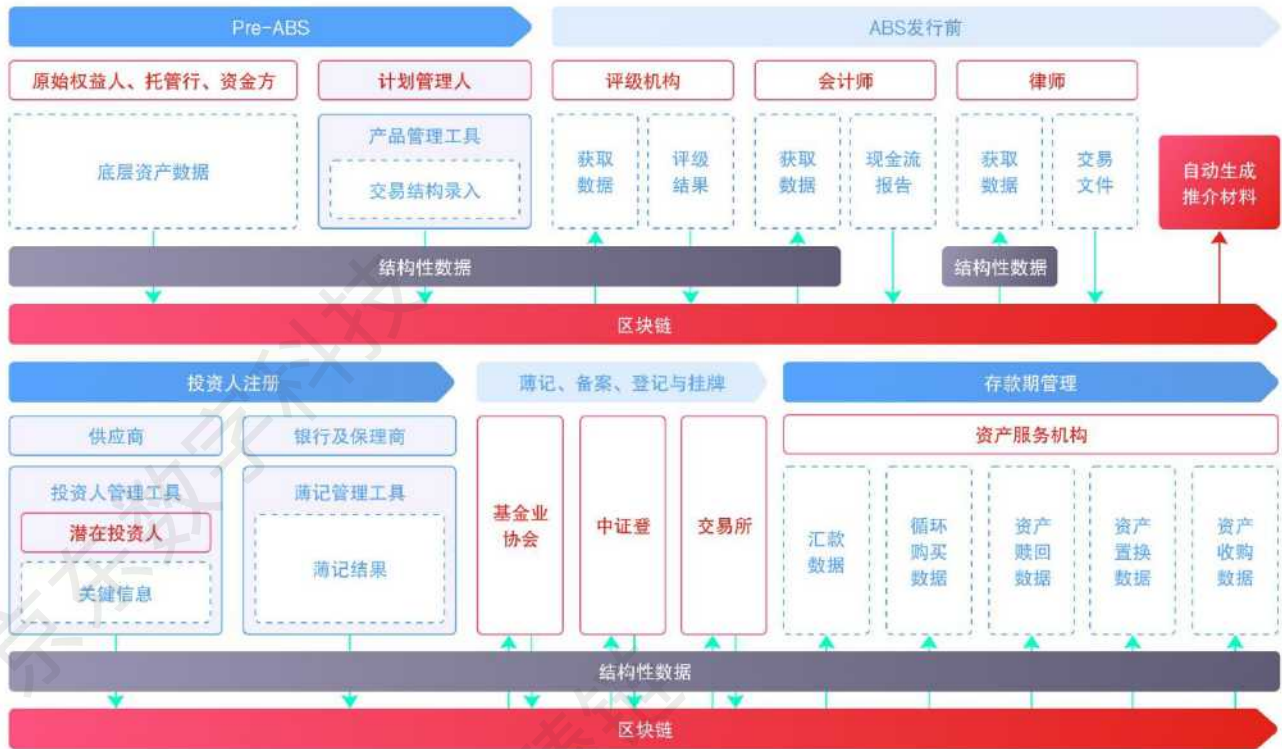 Pre-ABS
ABS发行前
原始权益人、托管行、资金方
计划管理人
评级机构
会计师
律师
底层资产数据
产品管理工具
交易结构录入
获取
数据
评级
结果
获取
数据
现金流
报告
获取
数据
交易
文件
自动生成
推介材料
结构性数据
结构性数据
区块链
投资人注册
薄记、备案、登记与挂牌
存款期管理
供应商
银行及保理商
资产服务机构
投资人管理工具
潜在投资人
关键信息
薄记管理工具
薄记结果
基金业
协会
中证登
交易所
汇款
数据
循环
购买
数据
资产
赎回
数据
资产
置换
数据
资产
收购
数据
结构性数据
区块链
京东数字科技